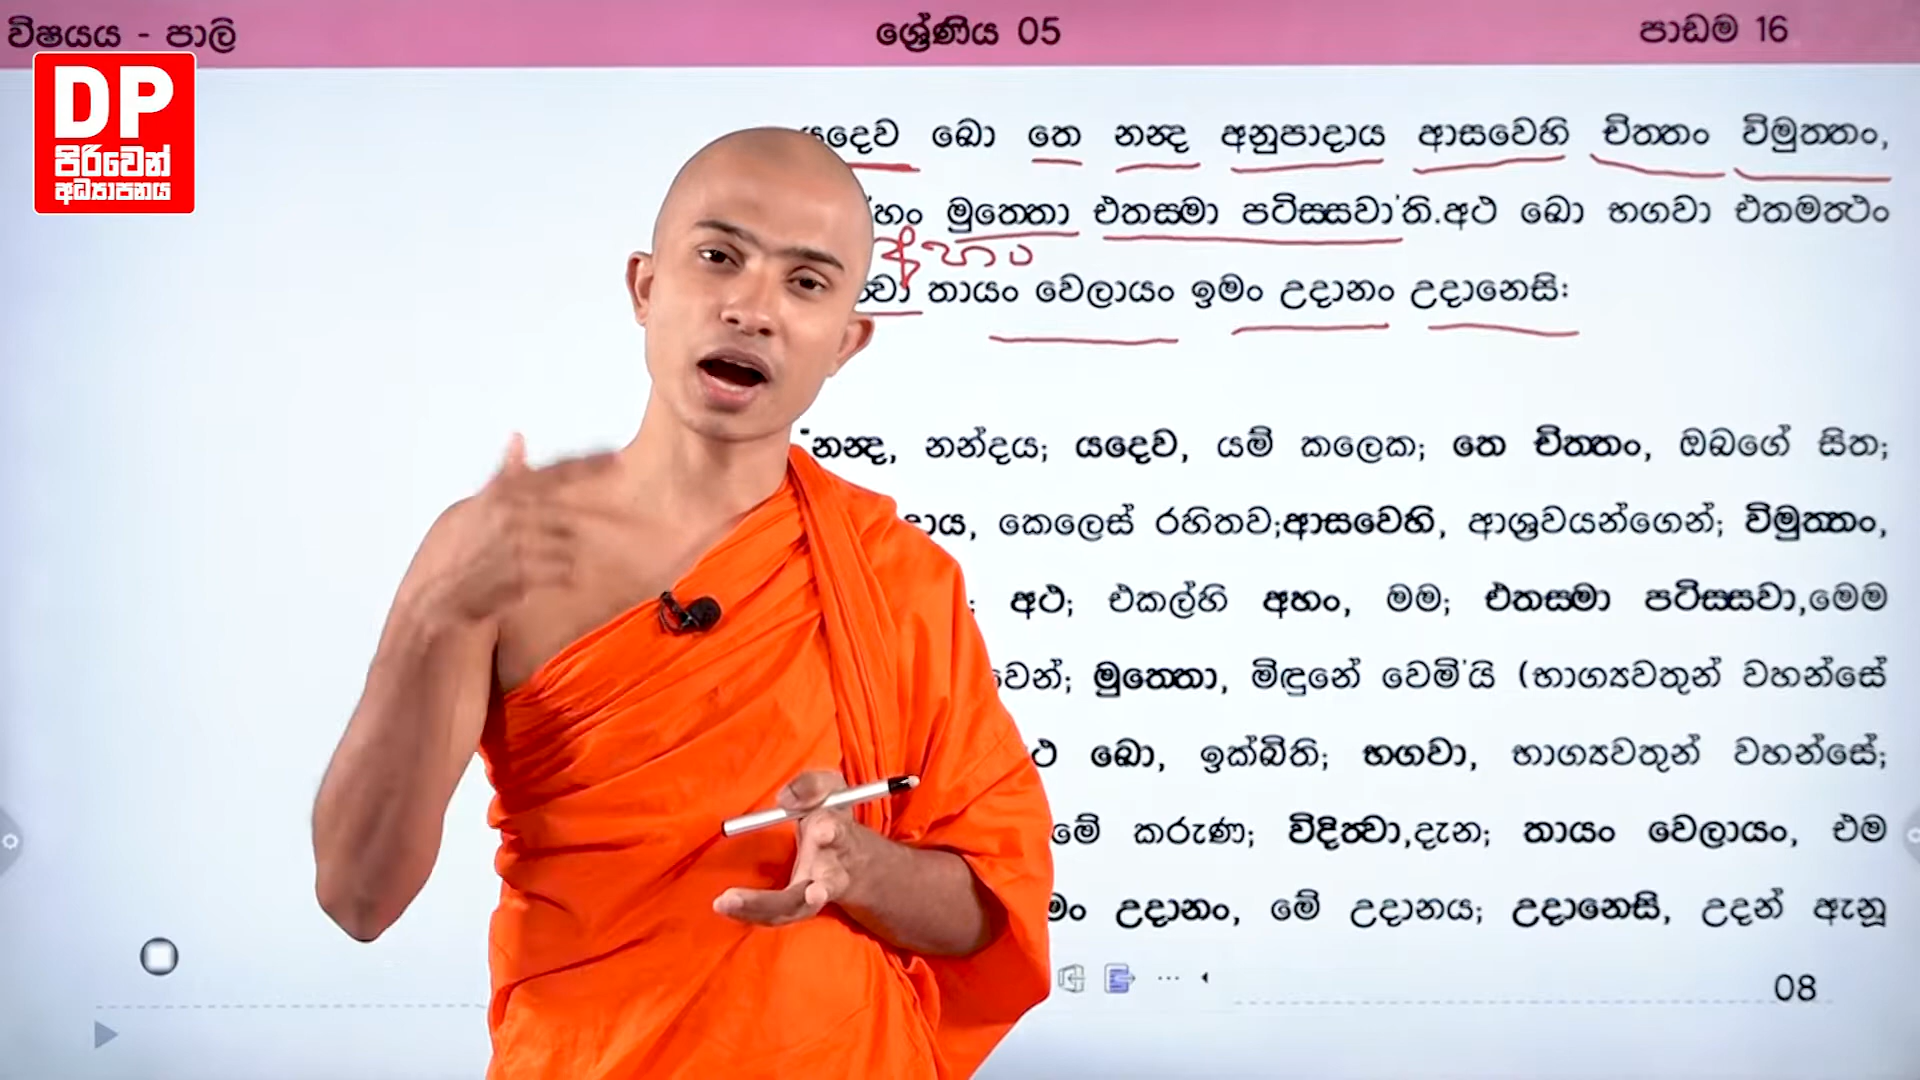 විෂයය - පාලි
ශ්‍රේණිය 05
පාඩම 16
DP
පිරිවෙන්
අධ්‍යාපනය
ඛො තෙ නන්‍ද අනුපාදාය ආසවෙහි චිත්‍තං විමුත්‍තං,
මුත්‍තො එතස්‍මා පටිස්‍සවා'ති.අථ ඛො භගවා එතමත්‍ථං
අහං
තායං වෙලායං ඉමං උදානං උදානෙසි:
"නන්‍ද, නන්දය; යදෙව, යම් කලෙක; තෙ චිත්‍තං, ඔබගේ සිත;
කෙලෙස් රහිතව;ආසවෙහි, ආශ්‍රවයන්ගෙන්; විමුත්‍තං,
අථ; එකල්හි අහං, මම; එතස්‍මා පටිස්‍සවා,මෙම
මුත්‍තො, මිඳුනේ වෙමි'යි (භාග්‍යවතුන් වහන්සේ
ඛො, ඉක්බිති; භගවා, භාග්‍යවතුන් වහන්සේ;
මේ කරුණ; විදිත්‍වා,දැන; තායං වෙලායං, එම
උදානං, මේ උදානය; උදානෙසි, උදන් ඇනූ
08